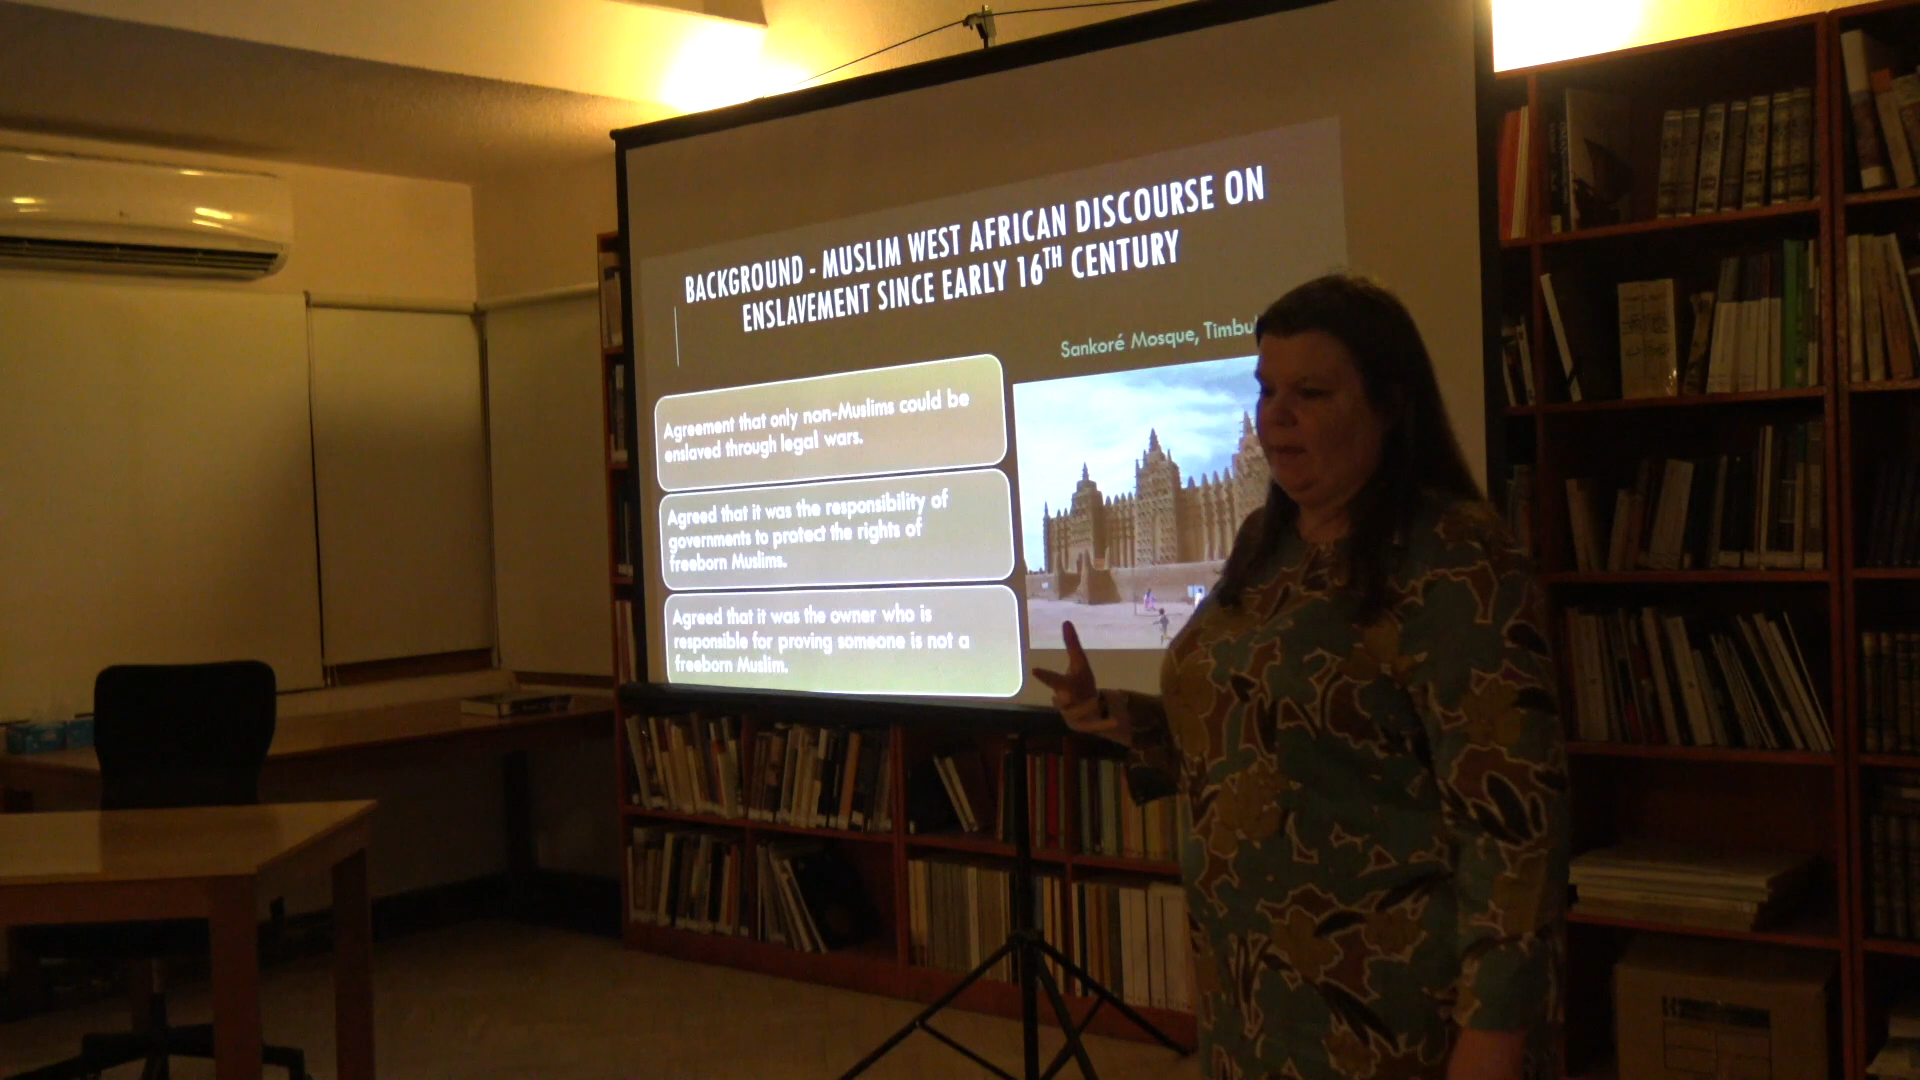 BACKGROUND - MUSLIM WEST AFRICAN DISCOURSE ON
ENSLAVEMENT SINCE EARLY 16TH CENTURY
Sankoré Mosque,
Agreement that only non-Muslims could be
enslaved through legal wars.
Agreed that it was the responsibility of
governments to protect the rights of
freeborn Muslims.
Agreed that it was the owner who is
responsible for proving someone is not a
freeborn Muslim.